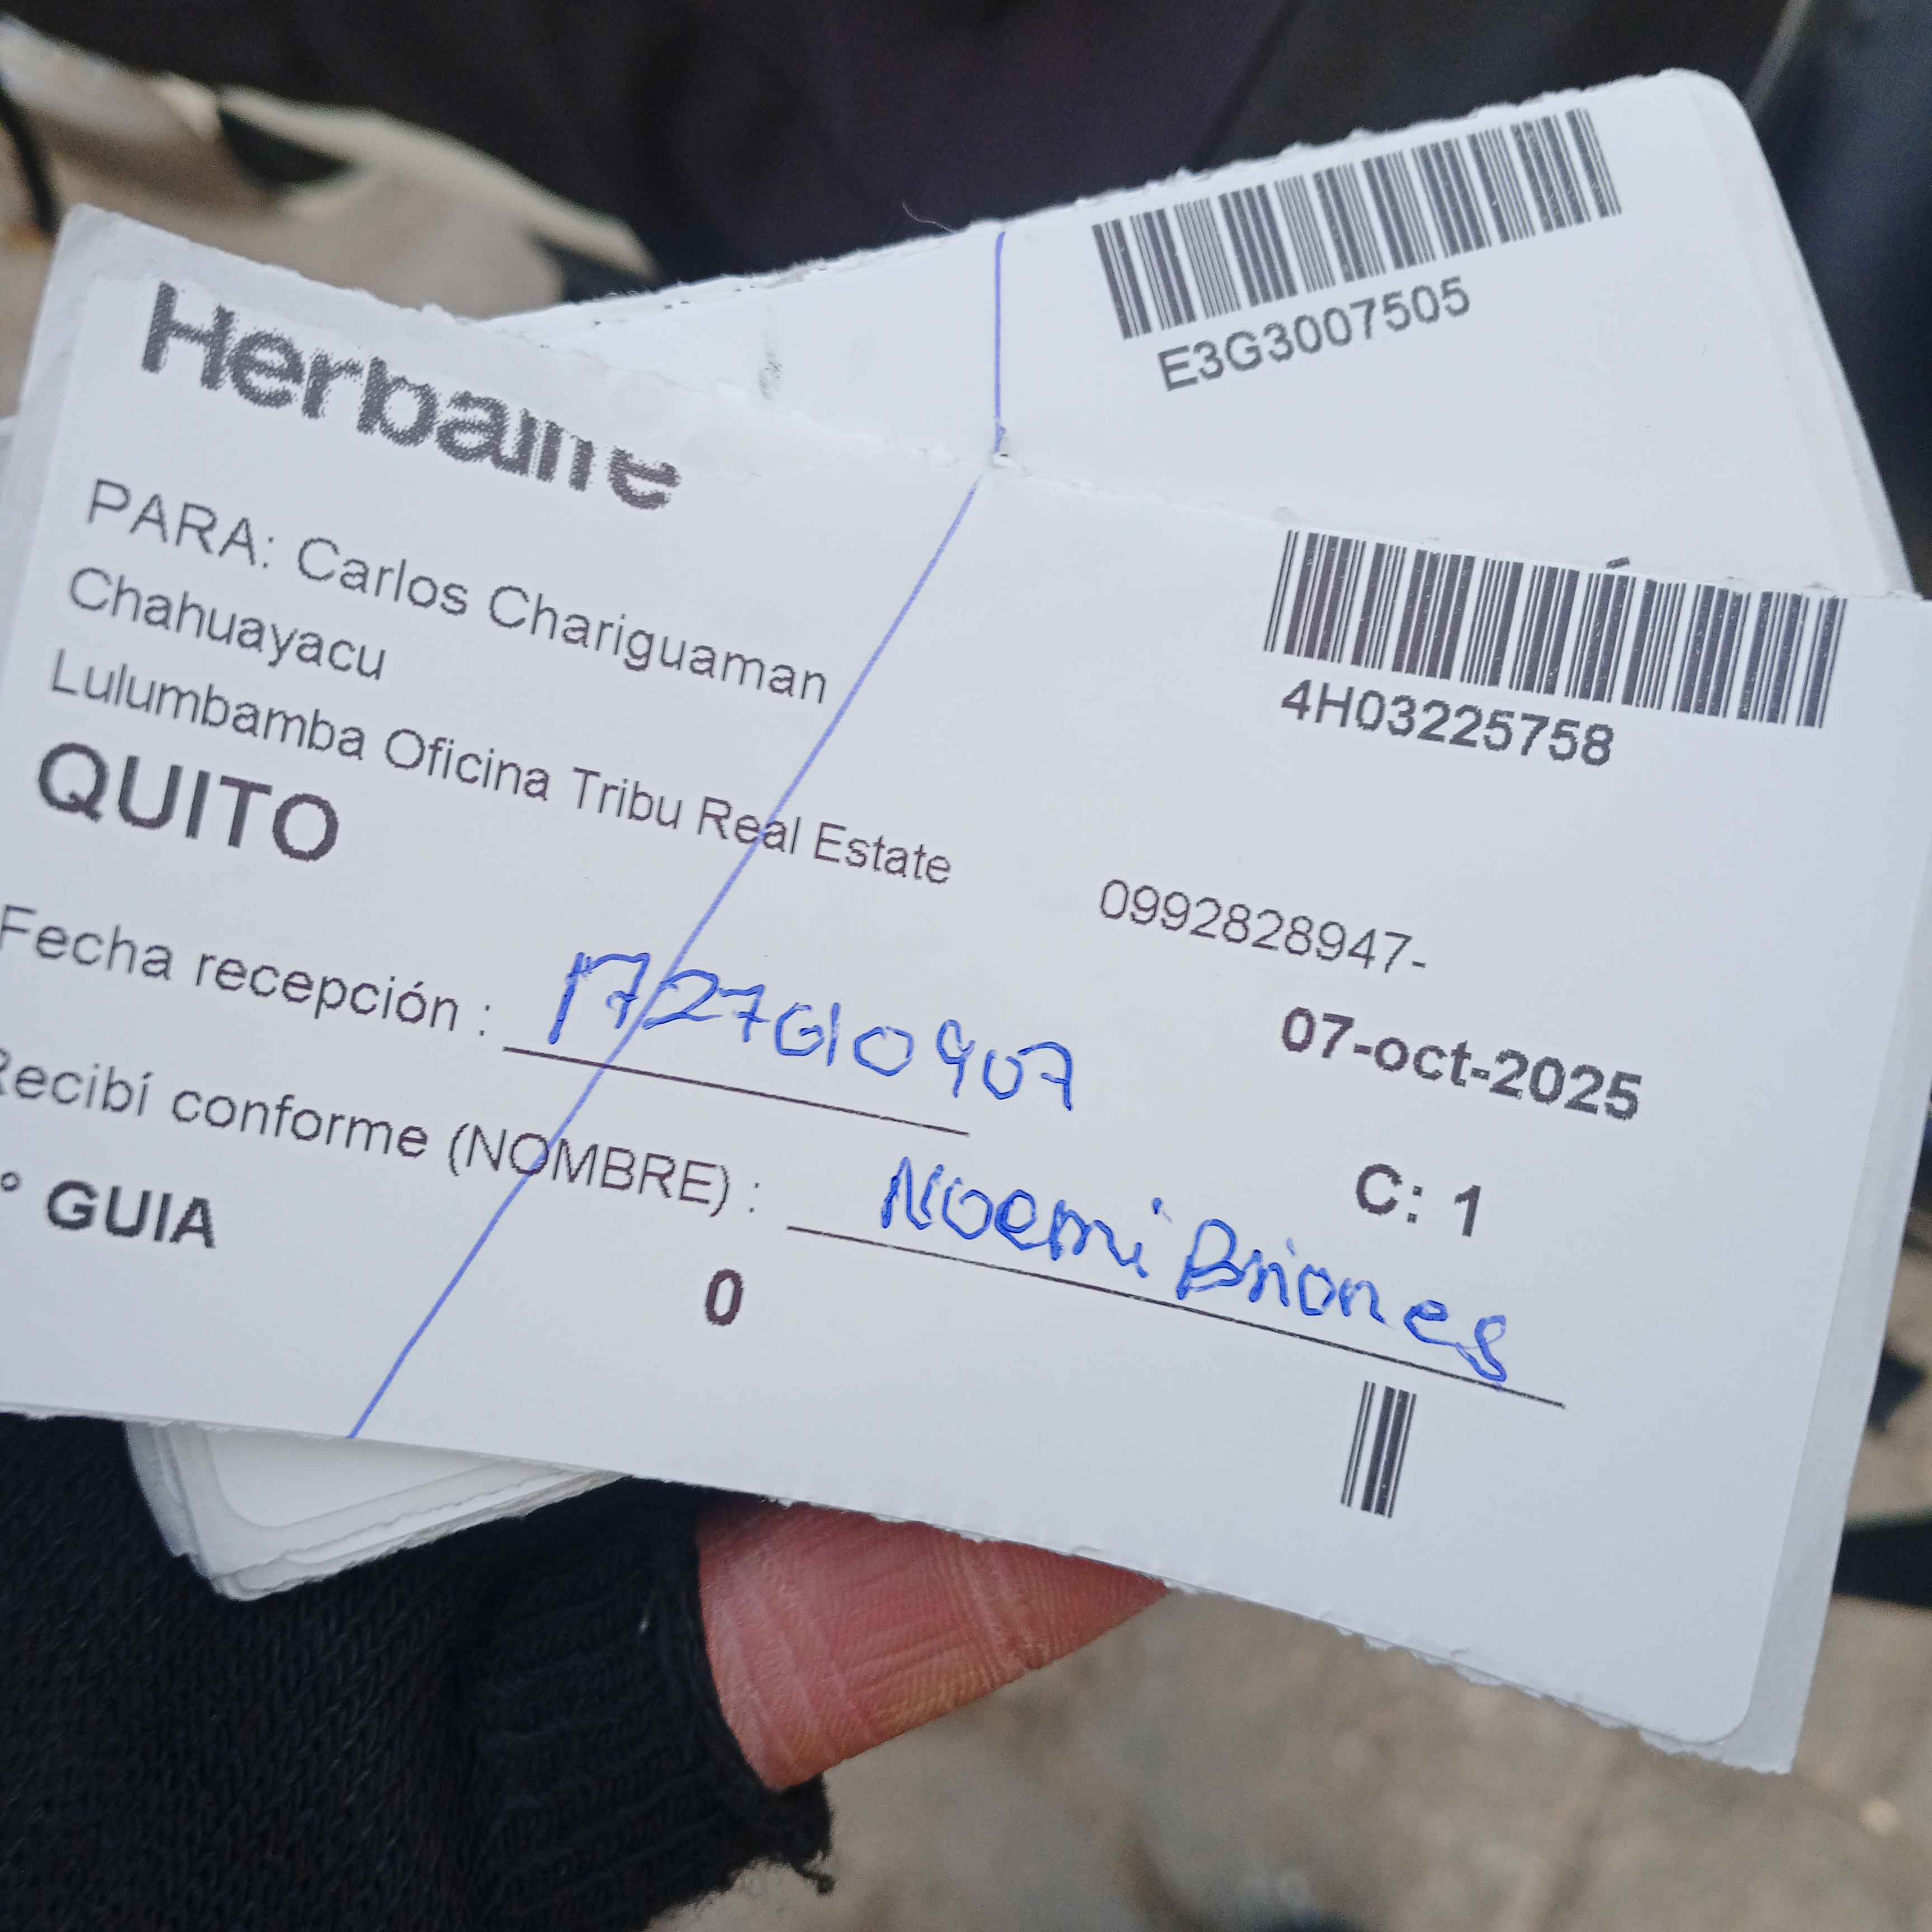 E3G3007505
Herbalife
4H03225758
PARA: Carlos Chariguaman
Chahuayacu
Lulumbamba Oficina Tribu Real Estate
0992828947-
QUITO
07-oct-2025
Fecha recepción : 1727610907
C: 1
Recibí conforme (NOMBRE) : Noemi Briones
° GUIA
0